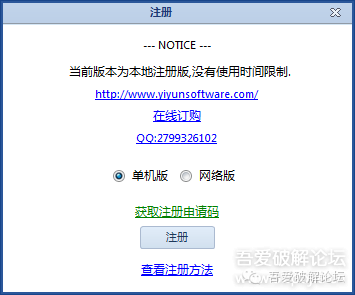 注册
--- NOTICE ---
当前版本为本地注册版,没有使用时间限制.
http://www.yiyunsoftware.com/
在线订购
QQ:2799326102
单机版 网络版
获取注册申请码
注册
吾爱破解论坛
查看注册方法
吾爱破解论坛